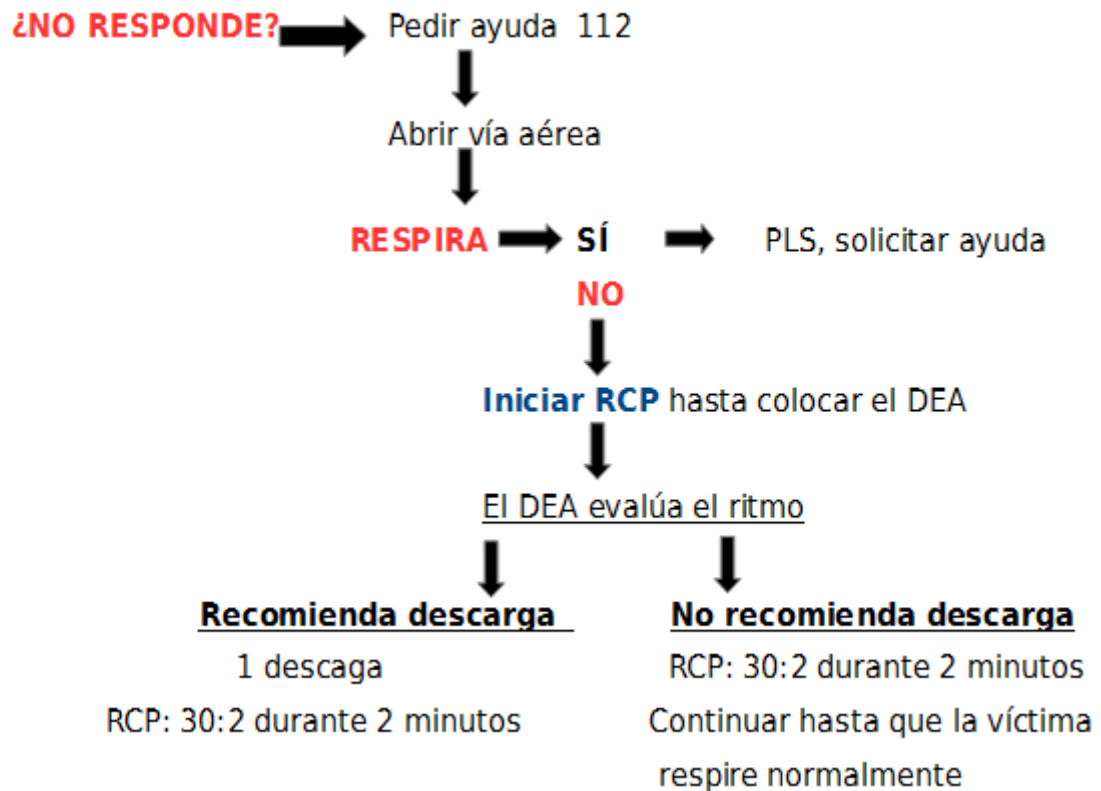 ¿NO RESPONDE? Pedir ayuda 112
Abrir vía aérea
RESPIRA SÍ PLS, solicitar ayuda
NO
Iniciar RCP hasta colocar el DEA
El DEA evalúa el ritmo
Recomienda descarga
1 descaga
RCP: 30:2 durante 2 minutos
No recomienda descarga
RCP: 30:2 durante 2 minutos
Continuar hasta que la víctima
respire normalmente